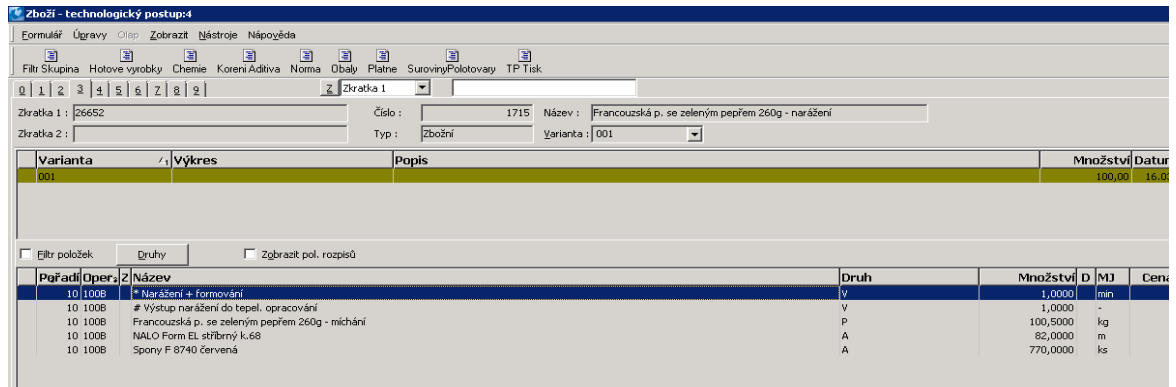 Zboží - technologický postup:4
Formulář Úpravy Olap Zobrazit Nástroje Nápověda
Filtr Skupina Hotove vyrobky Chemie Koreni Aditiva Norma Obaly Platne SurovinyPolotovary TP Tisk
0 1 2 3 4 5 6 7 8 9 Z Zkratka 1
Zkratka 1 : 26652 Číslo : 1715 Název : Francouzská p. se zeleným pepřem 260g - narážení
Zkratka 2 : Typ : Zbožní Varianta : 001
Varianta /1 Výkres Popis Množství Datum
001 100,00 16.03
Filtr položek Druhy Zobrazit pol. rozpisů
Pořadí Oper Z Název Druh Množství D MJ Cena
10 100B * Narážení + formování V 1,0000 min
10 100B # Výstup narážení do tepel. opracování V 1,0000 -
10 100B Francouzská p. se zeleným pepřem 260g - míchání P 100,5000 kg
10 100B NALO Form EL stříbrný k.68 A 82,0000 m
10 100B Spony F 8740 červená A 770,0000 ks